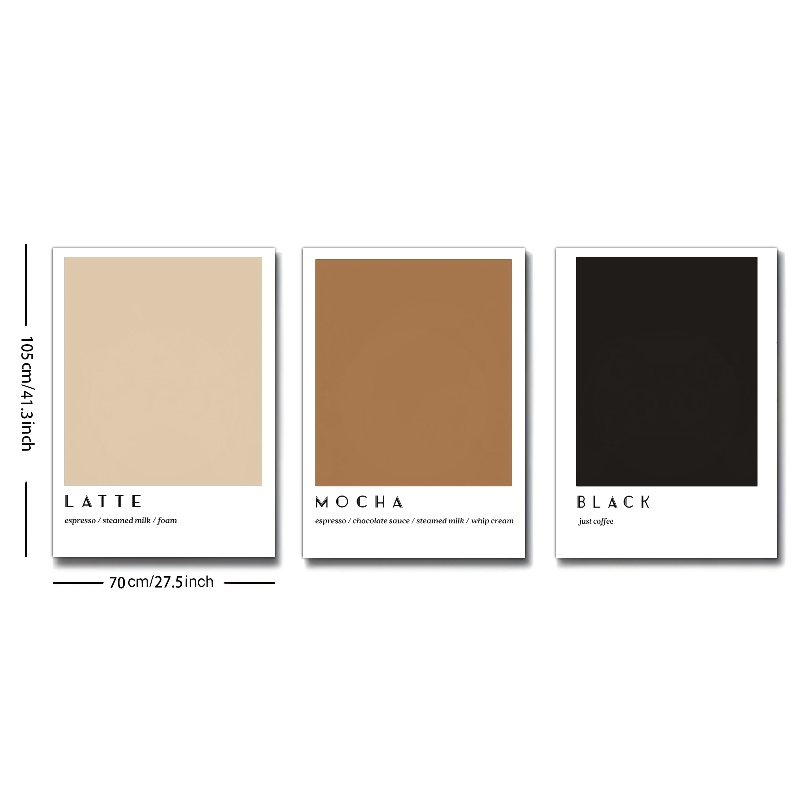 105cm/41.3inch
LATTE
espresso / steamed milk / foam
MOCHA
espresso / chocolate sauce / steamed milk / whip cream
BLACK
just coffee
70cm/27.5inch